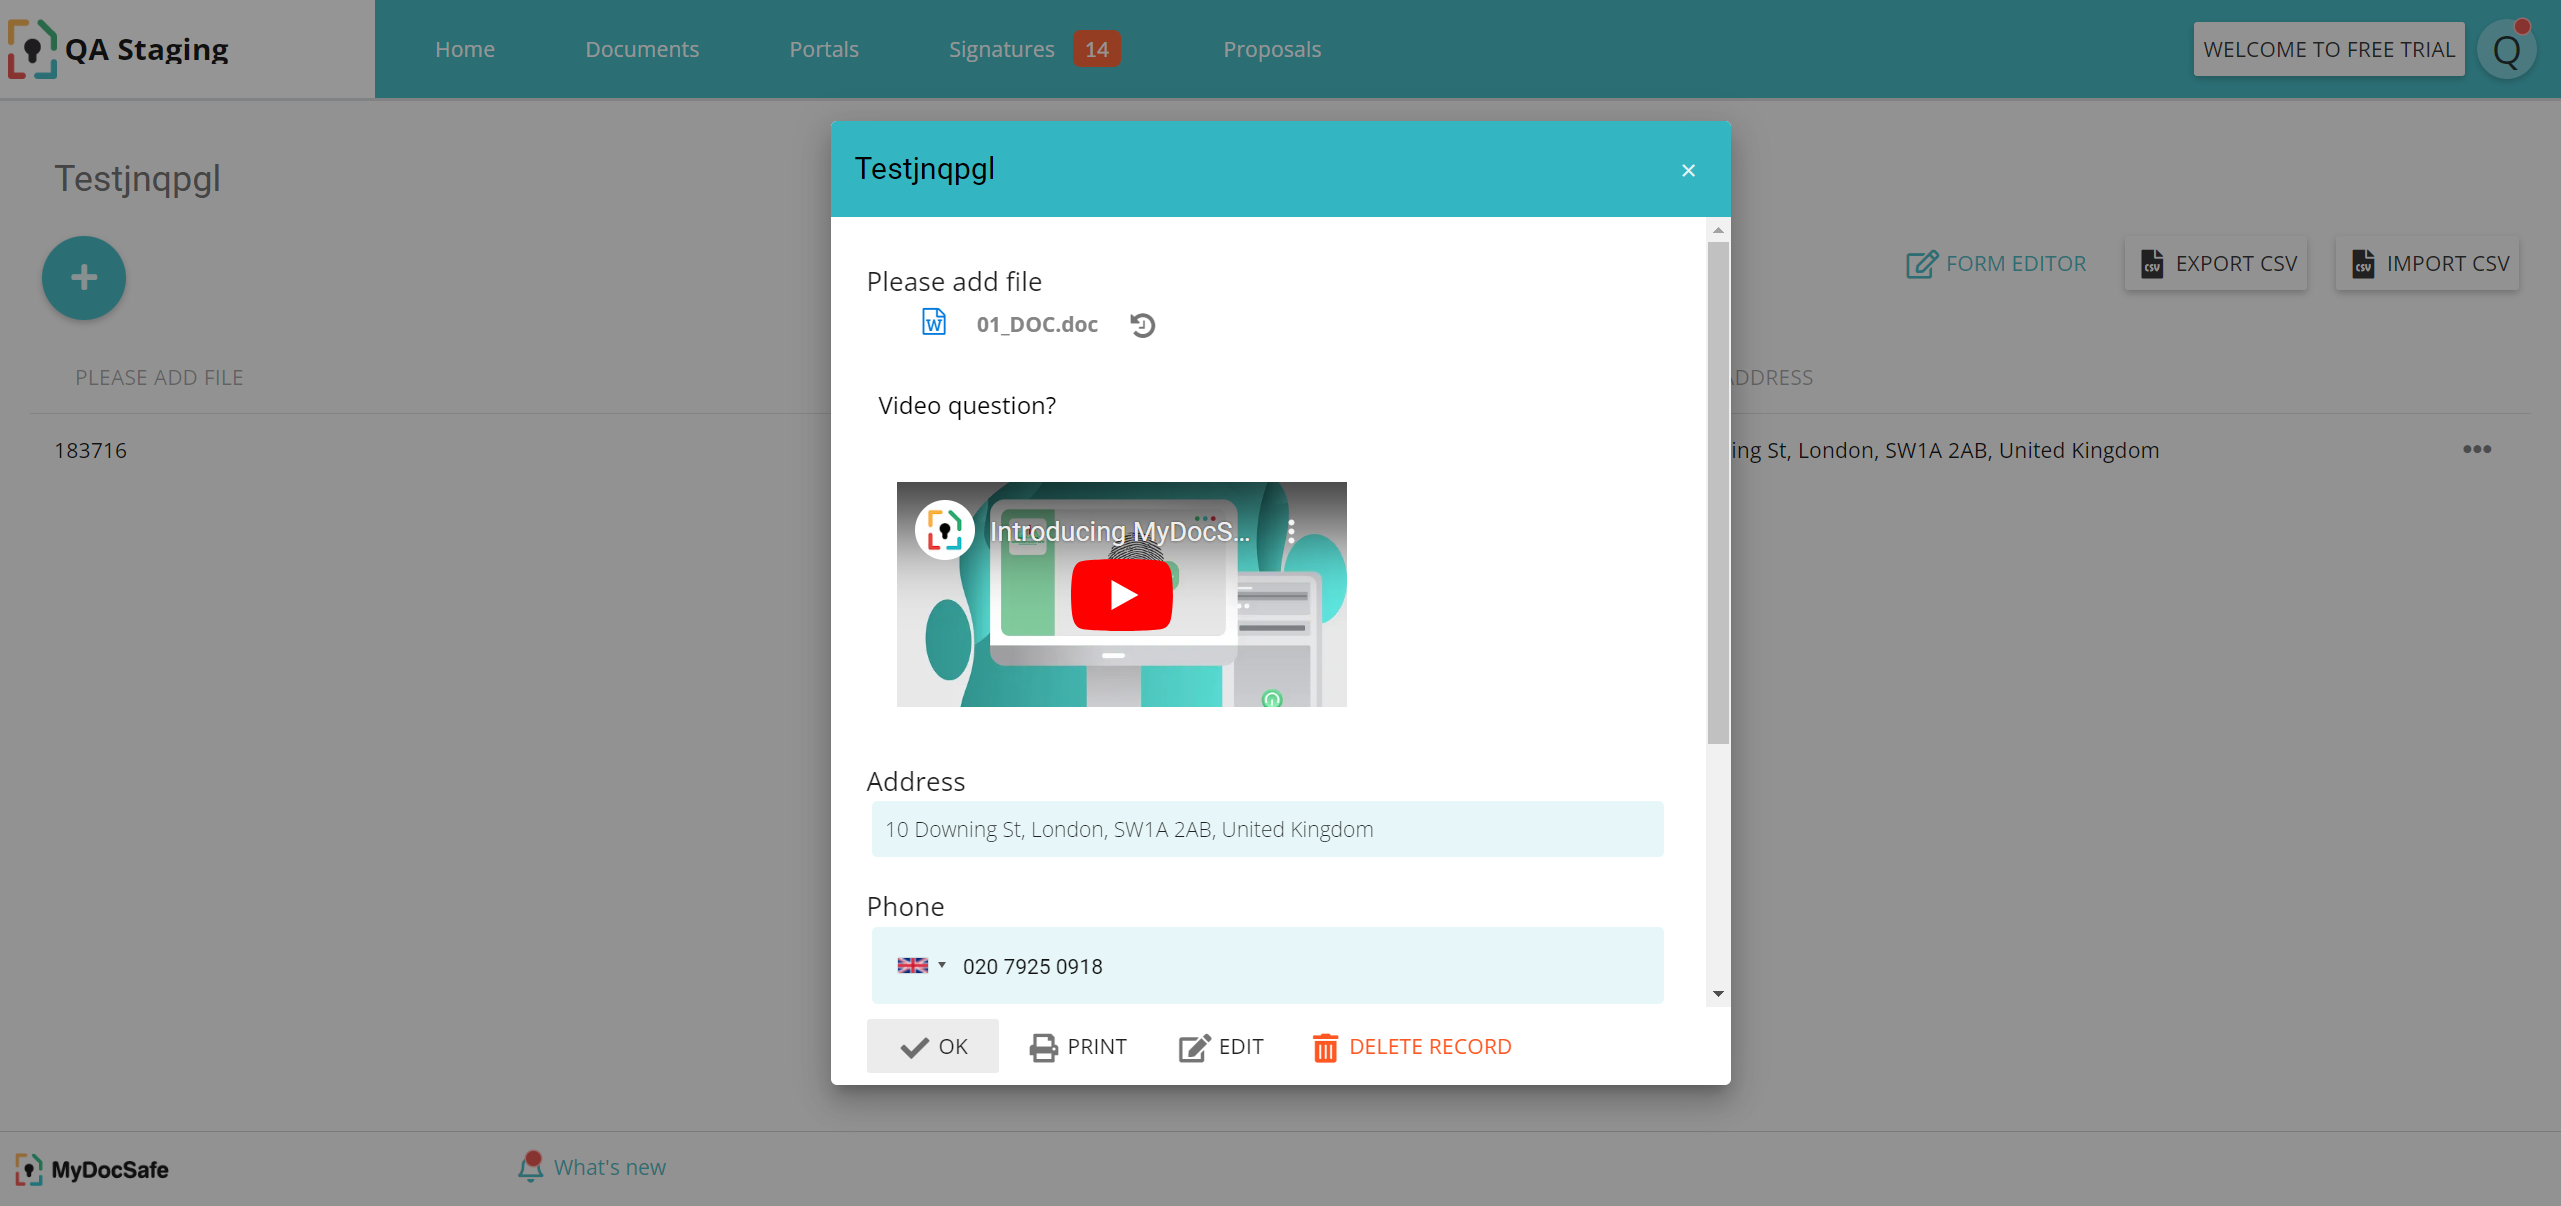 QA Staging
Home
Documents
Portals
Signatures 14
Proposals
WELCOME TO FREE TRIAL
Q
Testjnqpgl
FORM EDITOR
CSV EXPORT CSV
CSV IMPORT CSV
PLEASE ADD FILE
ADDRESS
183716
ing St, London, SW1A 2AB, United Kingdom
Testjnqpgl
×
Please add file
W 01_DOC.doc
Video question?
Introducing MyDocS...
Address
10 Downing St, London, SW1A 2AB, United Kingdom
Phone
020 7925 0918
OK
PRINT
EDIT
DELETE RECORD
MyDocSafe
What's new